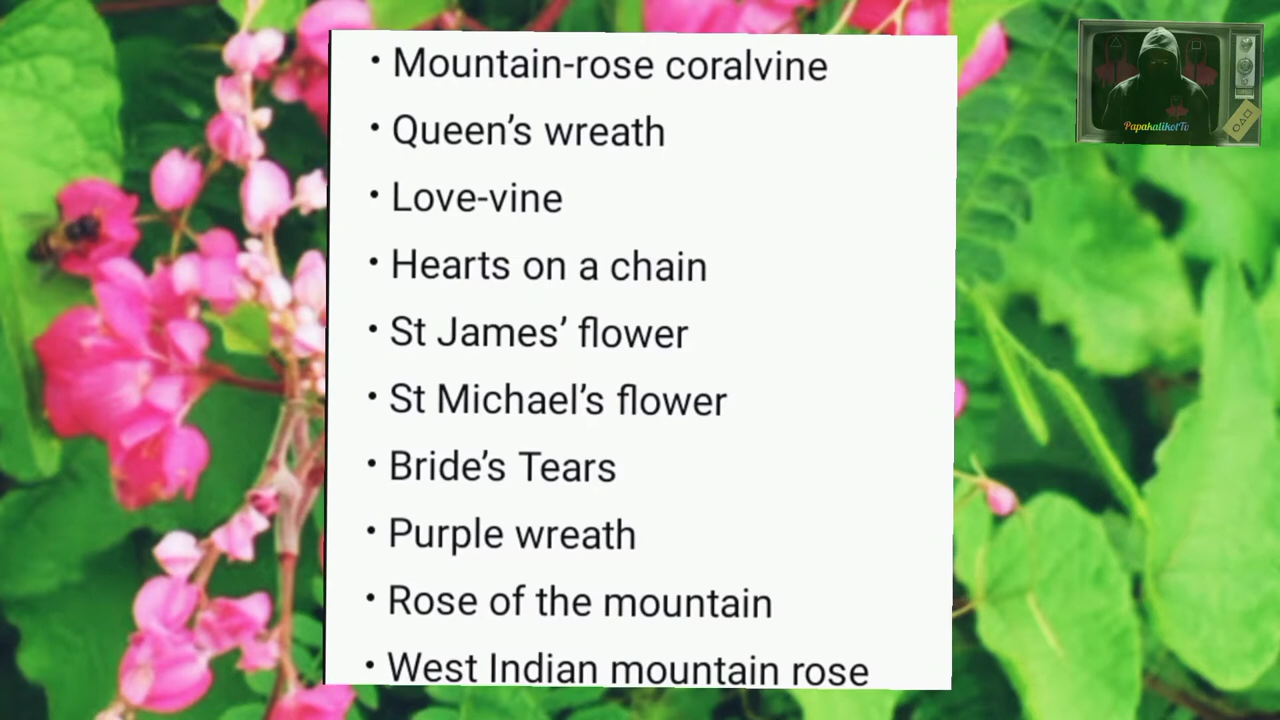 • Mountain-rose coralvine
• Queen's wreath
• Love-vine
• Hearts on a chain
• St James' flower
• St Michael's flower
• Bride's Tears
• Purple wreath
• Rose of the mountain
• West Indian mountain rose
PapakatikotTv